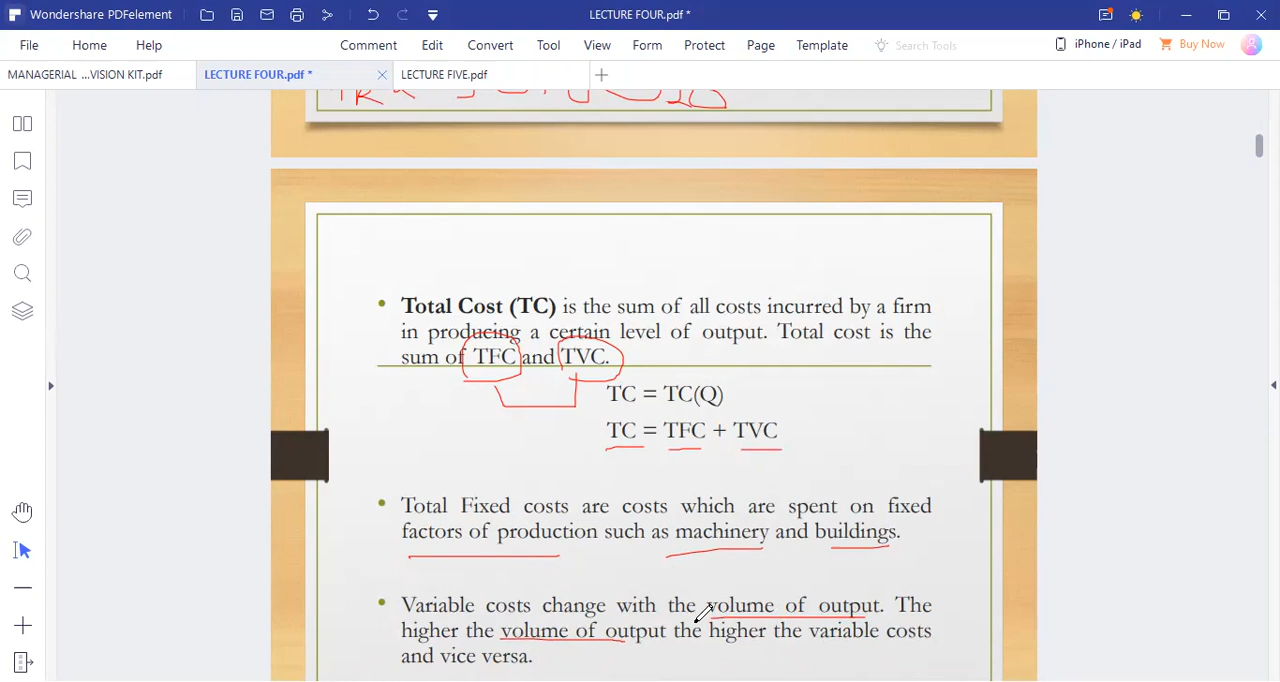 Wondershare PDFelement
LECTURE FOUR.pdf *
File Home Help Comment Edit Convert Tool View Form Protect Page Template Search Tools iPhone / iPad Buy Now
MANAGERIAL ...VISION KIT.pdf LECTURE FOUR.pdf * LECTURE FIVE.pdf
• Total Cost (TC) is the sum of all costs incurred by a firm
in producing a certain level of output. Total cost is the
sum of TFC and TVC.
TC = TC(Q)
TC = TFC + TVC
• Total Fixed costs are costs which are spent on fixed
factors of production such as machinery and buildings.
• Variable costs change with the volume of output. The
higher the volume of output the higher the variable costs
and vice versa.